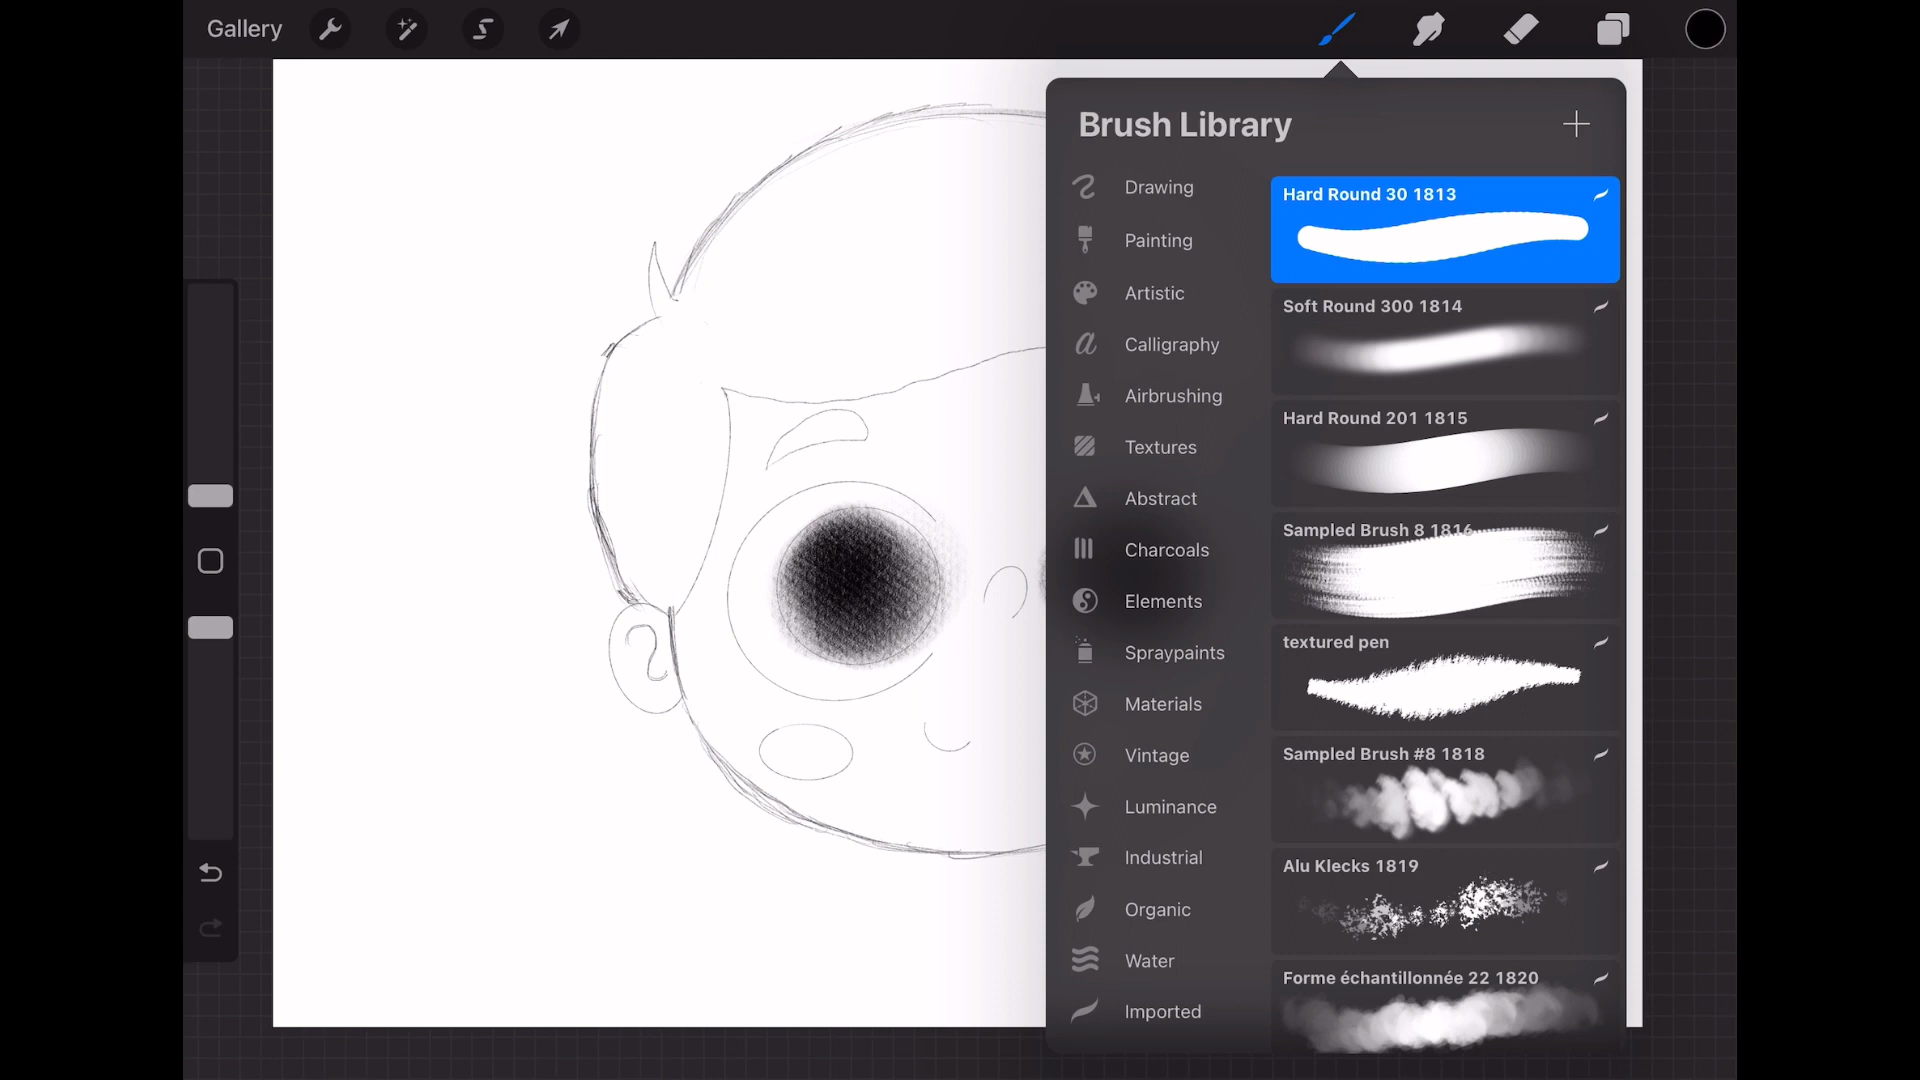 Gallery
Brush Library
Drawing
Painting
Artistic
Calligraphy
Airbrushing
Textures
Abstract
Charcoals
Elements
Spraypaints
Materials
Vintage
Luminance
Industrial
Organic
Water
Imported
Hard Round 30 1813
Soft Round 300 1814
Hard Round 201 1815
Sampled Brush 8 1816
textured pen
Sampled Brush #8 1818
Alu Klecks 1819
Forme échantillonnée 22 1820